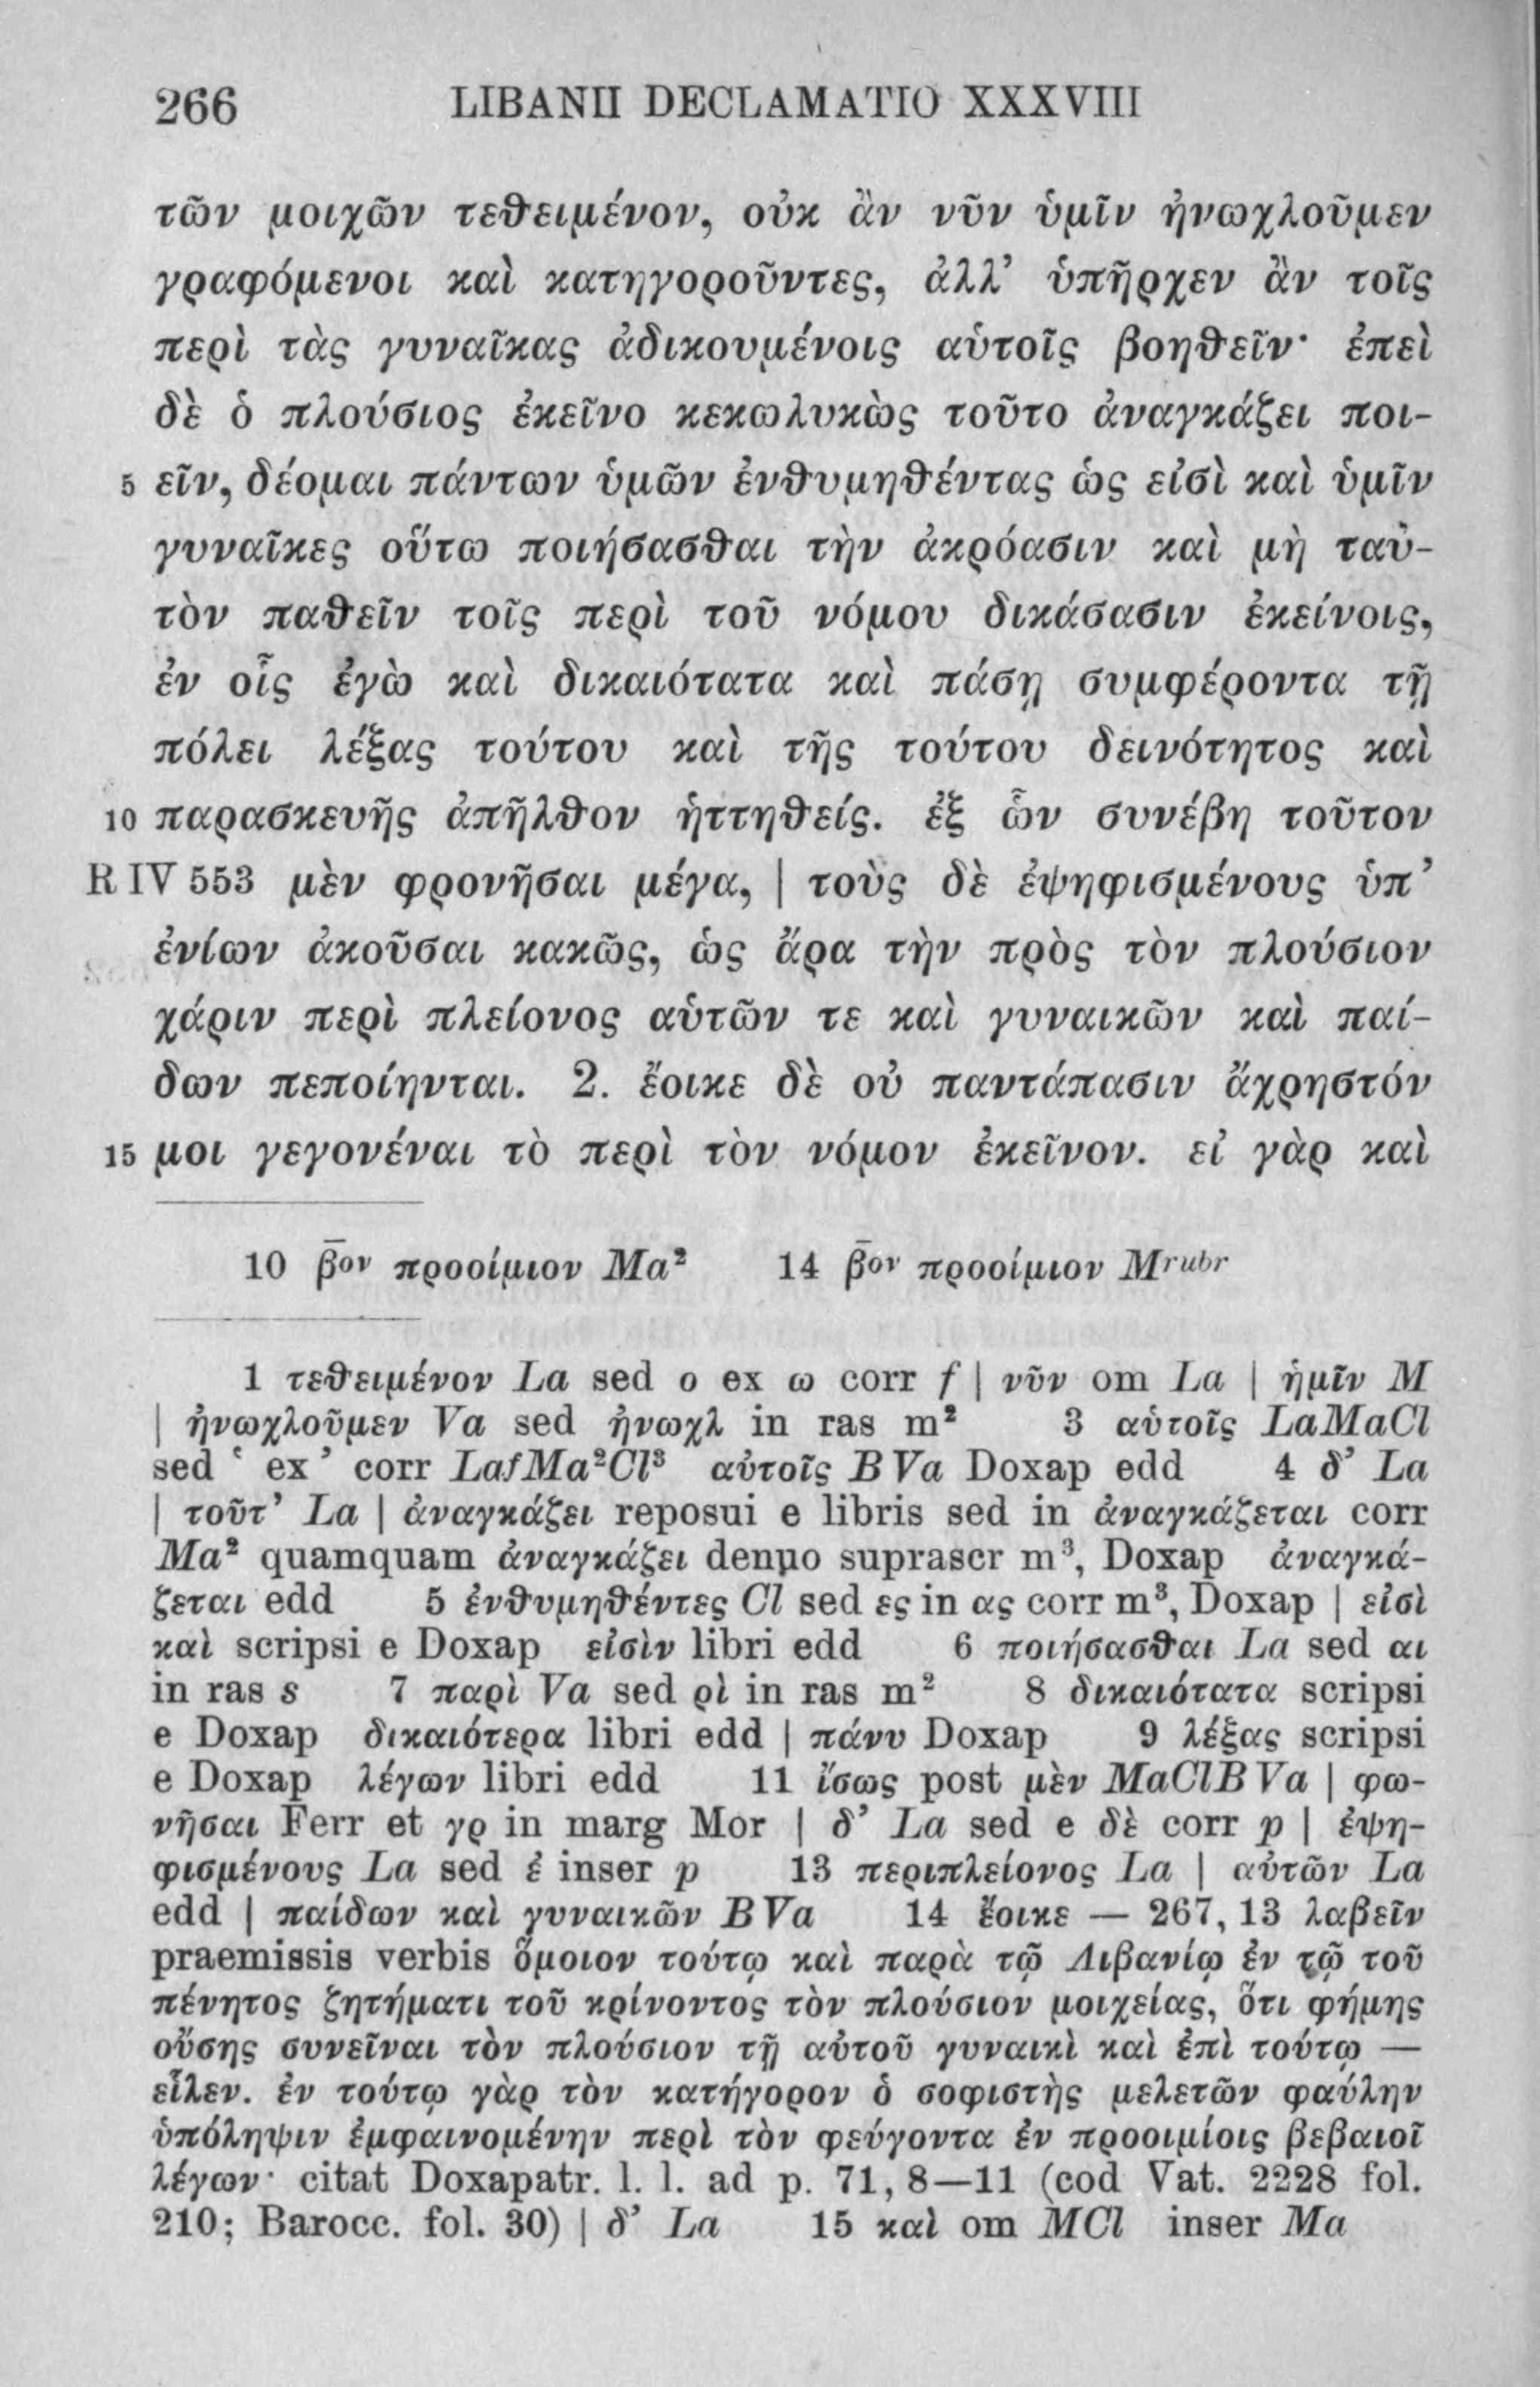 266 LIBANII DECLAMATIO XXXVIII
τῶν μοιχῶν τεθειμένον, οὐκ ἂν νῦν ὑμῖν ἠνωχλοῦμεν
γραφόμενοι καὶ κατηγοροῦντες, ἀλλ’ ὑπῆρχεν ἂν τοῖς
περὶ τὰς γυναῖκας ἀδικουμένοις αὑτοῖς βοηθεῖν· ἐπεὶ
δὲ ὁ πλούσιος ἐκεῖνο κεκωλυκὼς τοῦτο ἀναγκάζει ποι-
5 εῖν, δέομαι πάντων ὑμῶν ἐνθυμηθέντας ὡς εἰσὶ καὶ ὑμῖν
γυναῖκες οὕτω ποιήσασθαι τὴν ἀκρόασιν καὶ μὴ ταὐ-
τὸν παθεῖν τοῖς περὶ τοῦ νόμου δικάσασιν ἐκείνοις,
ἐν οἷς ἐγὼ καὶ δικαιότατα καὶ πάσῃ συμφέροντα τῇ
πόλει λέξας τούτου καὶ τῆς τούτου δεινότητος καὶ
10 παρασκευῆς ἀπῆλθον ἡττηθείς. ἐξ ὧν συνέβη τοῦτον
R IV 553 μὲν φρονῆσαι μέγα, | τοὺς δὲ ἐψηφισμένους ὑπ’
ἐνίων ἀκοῦσαι κακῶς, ὡς ἄρα τὴν πρὸς τὸν πλούσιον
χάριν περὶ πλείονος αὑτῶν τε καὶ γυναικῶν καὶ παί-
δων πεποίηνται. 2. ἔοικε δὲ οὐ παντάπασιν ἄχρηστόν
15 μοι γεγονέναι τὸ περὶ τὸν νόμον ἐκεῖνον. εἰ γὰρ καὶ
10 β̄ον προοίμιον Ma² 14 β̄ον προοίμιον Mrubr
1 τεθειμένον La sed ο ex ω corr f | νῦν om La | ἡμῖν M
| ἠνωχλοῦμεν Va sed ἠνωχλ in ras m² 3 αὑτοῖς LaMaCl
sed ‛ ex ’ corr LafMa²Cl³ αὐτοῖς BVa Doxap edd 4 δ’ La
| τοῦτ’ La | ἀναγκάζει reposui e libris sed in ἀναγκάζεται corr
Ma² quamquam ἀναγκάζει denuo suprascr m³, Doxap ἀναγκά-
ζεται edd 5 ἐνθυμηθέντες Cl sed ες in ας corr m³, Doxap | εἰσὶ
καὶ scripsi e Doxap εἰσὶν libri edd 6 ποιήσασθαι La sed αι
in ras s 7 παρὶ Va sed ρὶ in ras m² 8 δικαιότατα scripsi
e Doxap δικαιότερα libri edd | πάνυ Doxap 9 λέξας scripsi
e Doxap λέγων libri edd 11 ἴσως post μὲν MaClBVa | φω-
νῆσαι Ferr et γρ in marg Mor | δ’ La sed e δὲ corr p | ἐψη-
φισμένους La sed ἐ inser p 13 περιπλείονος La | αὐτῶν La
edd | παίδων καὶ γυναικῶν BVa 14 ἔοικε — 267, 13 λαβεῖν
praemissis verbis ὅμοιον τούτῳ καὶ παρὰ τῷ Λιβανίῳ ἐν τῷ τοῦ
πένητος ζητήματι τοῦ κρίνοντος τὸν πλούσιον μοιχείας, ὅτι φήμης
οὔσης συνεῖναι τὸν πλούσιον τῇ αὐτοῦ γυναικὶ καὶ ἐπὶ τούτῳ —
εἷλεν. ἐν τούτῳ γὰρ τὸν κατήγορον ὁ σοφιστὴς μελετῶν φαύλην
ὑπόληψιν ἐμφαινομένην περὶ τὸν φεύγοντα ἐν προοιμίοις βεβαιοῖ
λέγων· citat Doxapatr. l. l. ad p. 71, 8—11 (cod Vat. 2228 fol.
210; Barocc. fol. 30) | δ’ La 15 καὶ om MCl inser Ma